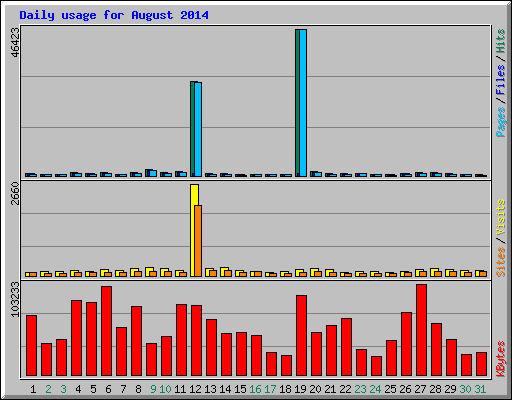 Daily usage for August 2014
46423
Pages / Files / Hits
2660
Sites / Visits
103233
KBytes
1 2 3 4 5 6 7 8 9 10 11 12 13 14 15 16 17 18 19 20 21 22 23 24 25 26 27 28 29 30 31